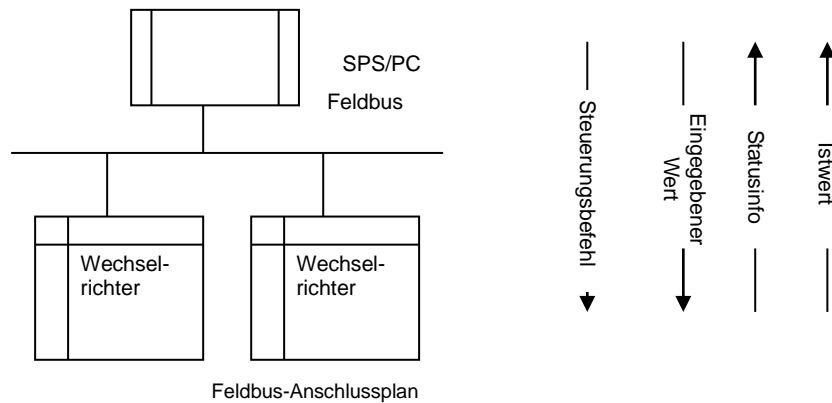 SPS/PC
Feldbus
Wechsel-
richter
Wechsel-
richter
Steuerungsbefehl
Eingegebener
Wert
Statusinfo
Istwert
Feldbus-Anschlussplan